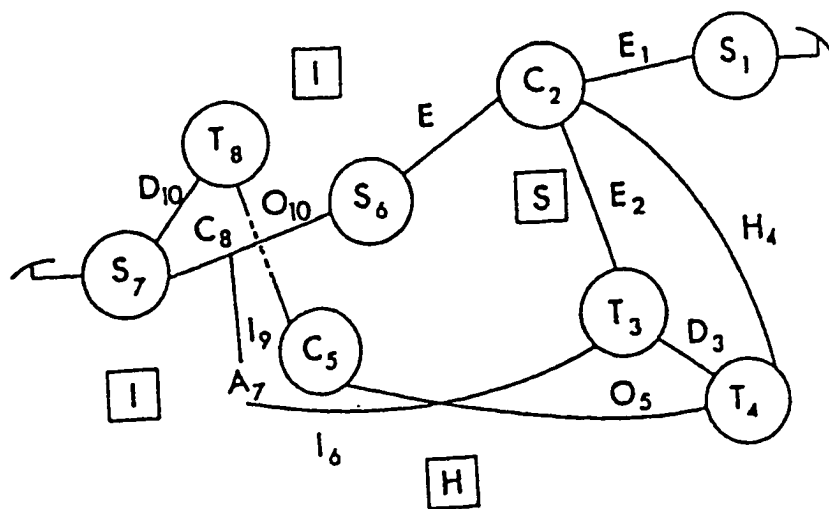 E₁ S₁
I C₂
T₈ E
D₁₀ O₁₀ S₆ S E₂
C₈ H₄
S₇
T₃
I₉ C₅ D₃
I A₇ O₅ T₄
I₆
H